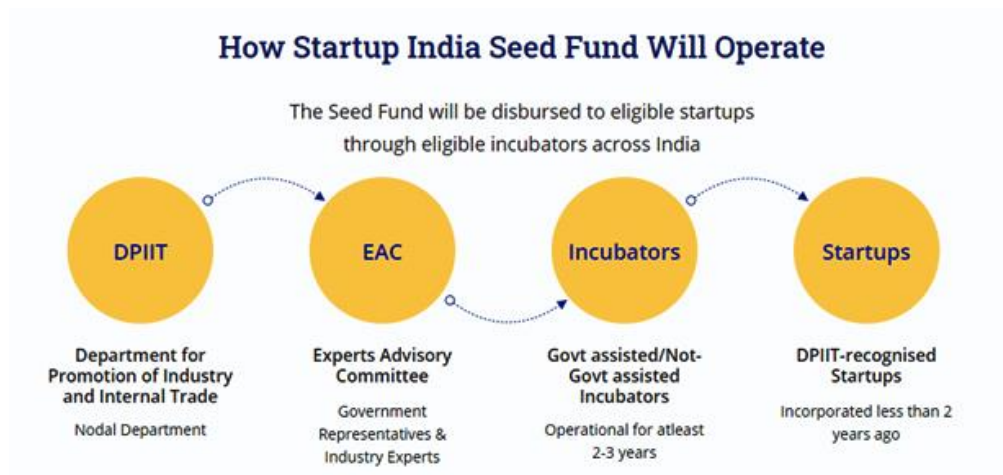 How Startup India Seed Fund Will Operate
The Seed Fund will be disbursed to eligible startups
through eligible incubators across India
DPIIT
EAC
Incubators
Startups
Department for
Promotion of Industry
and Internal Trade
Nodal Department
Experts Advisory
Committee
Government
Representatives &
Industry Experts
Govt assisted/Not-
Govt assisted
Incubators
Operational for atleast
2-3 years
DPIIT-recognised
Startups
Incorporated less than 2
years ago